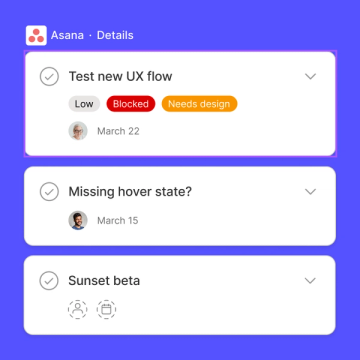 Asana · Details
Test new UX flow
Low Blocked Needs design
March 22
Missing hover state?
March 15
Sunset beta